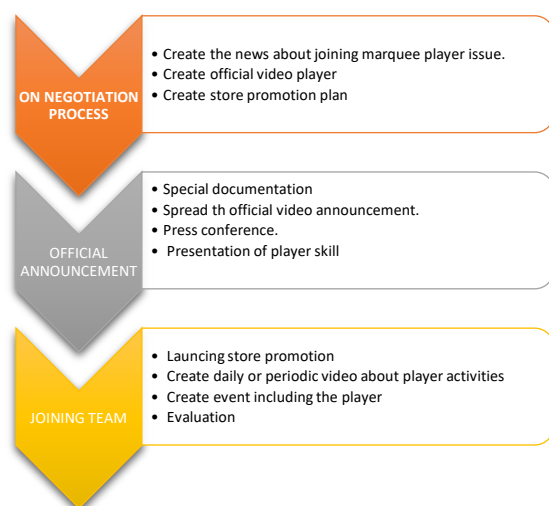 ON NEGOTIATION
PROCESS
• Create the news about joining marquee player issue.
• Create official video player
• Create store promotion plan
OFFICIAL
ANNOUNCEMENT
• Special documentation
• Spread th official video announcement.
• Press conference.
• Presentation of player skill
JOINING TEAM
• Launcing store promotion
• Create daily or periodic video about player activities
• Create event including the player
• Evaluation